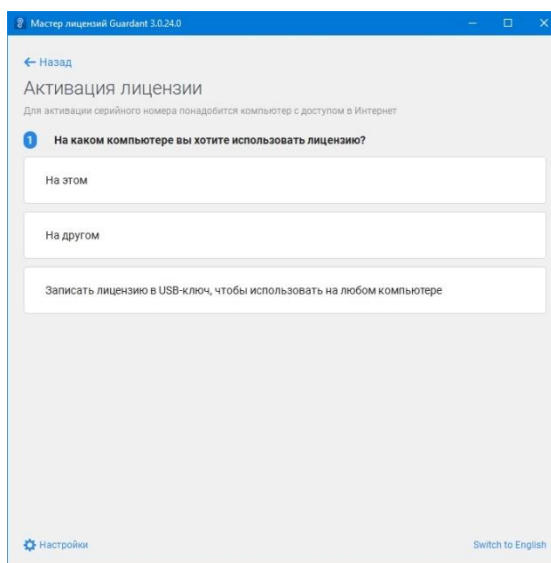 Мастер лицензий Guardant 3.0.24.0
Назад
Активация лицензии
Для активации серийного номера понадобится компьютер с доступом в Интернет
1 На каком компьютере вы хотите использовать лицензию?
На этом
На другом
Записать лицензию в USB-ключ, чтобы использовать на любом компьютере
Настройки
Switch to English